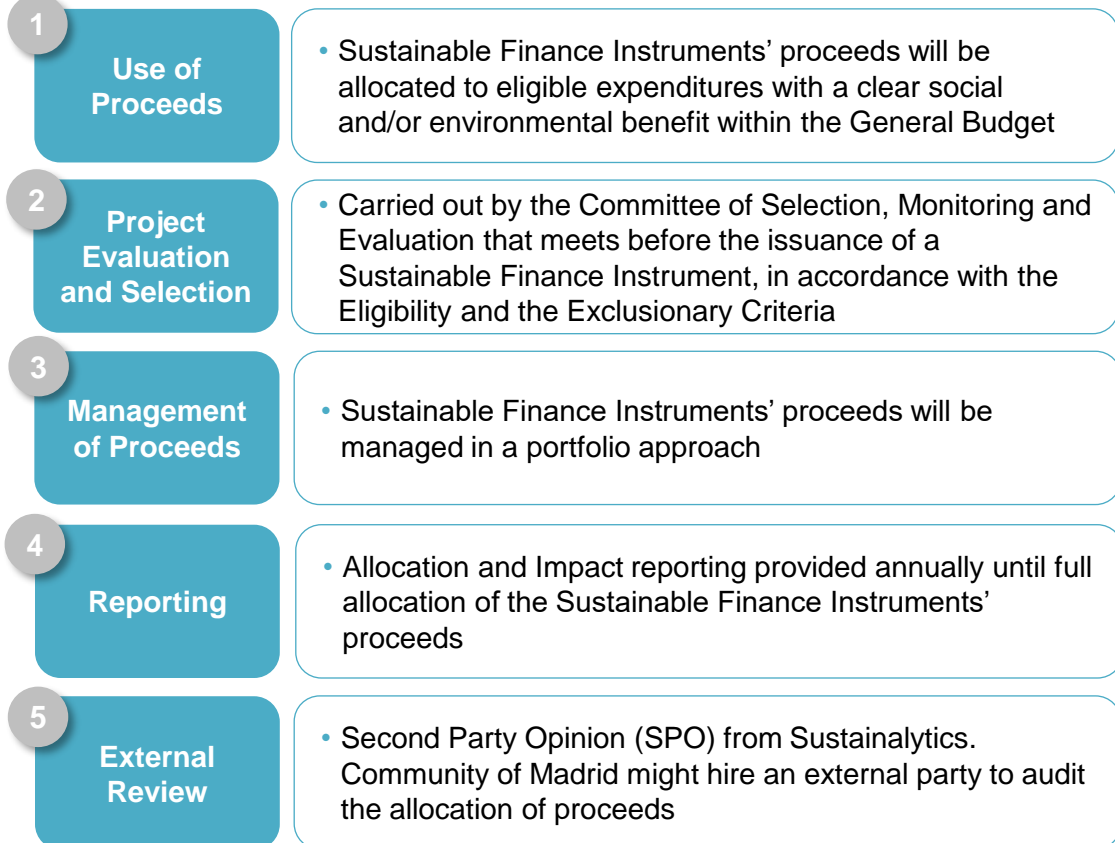 1
Use of
Proceeds
• Sustainable Finance Instruments’ proceeds will be
allocated to eligible expenditures with a clear social
and/or environmental benefit within the General Budget
2
Project
Evaluation
and Selection
• Carried out by the Committee of Selection, Monitoring and
Evaluation that meets before the issuance of a
Sustainable Finance Instrument, in accordance with the
Eligibility and the Exclusionary Criteria
3
Management
of Proceeds
• Sustainable Finance Instruments’ proceeds will be
managed in a portfolio approach
4
Reporting
• Allocation and Impact reporting provided annually until full
allocation of the Sustainable Finance Instruments’
proceeds
5
External
Review
• Second Party Opinion (SPO) from Sustainalytics.
Community of Madrid might hire an external party to audit
the allocation of proceeds